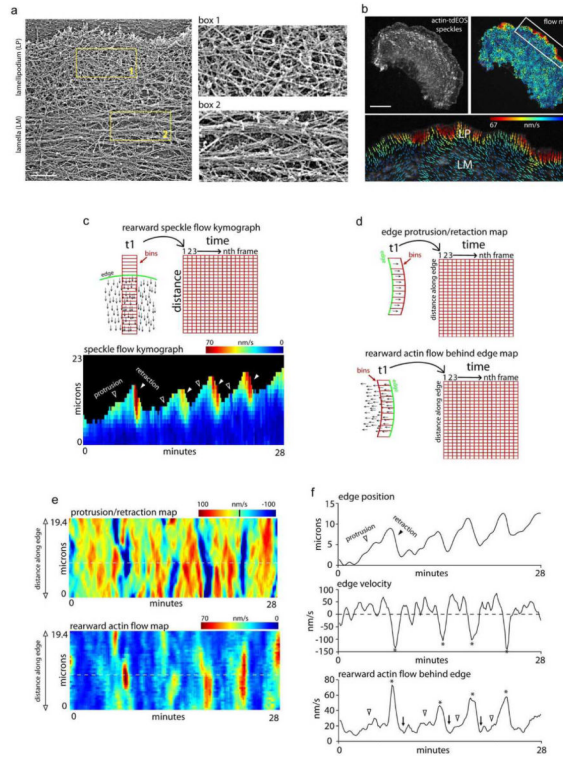 a
lamellipodium (LP)
lamella (LM)
1
2
box 1
box 2
b
actin-tdEOS
speckles
flow m
67
nm/s
0
LP
LM
c
rearward speckle flow kymograph
t1
time
bins
1 2 3
nth frame
edge
distance
speckle flow kymograph
70
nm/s
0
23
microns
protrusion
retraction
0
0
minutes
28
d
edge protrusion/retaction map
t1
time
edge
bins
1 2 3
nth frame
distance along edge
rearward actin flow behind edge map
bins
t1
time
edge
1 2 3
nth frame
distance along edge
e
protrusion/retraction map
100
nm/s
-100
19.4
distance along edge
microns
0
0
minutes
28
rearward actin flow map
70
nm/s
0
19.4
distance along edge
microns
0
0
minutes
28
f
edge position
15
10
5
0
microns
protrusion
retraction
0
minutes
28
edge velocity
100
50
0
-50
-100
-150
nm/s
0
minutes
28
rearward actin flow behind edge
80
60
40
20
0
nm/s
0
minutes
28